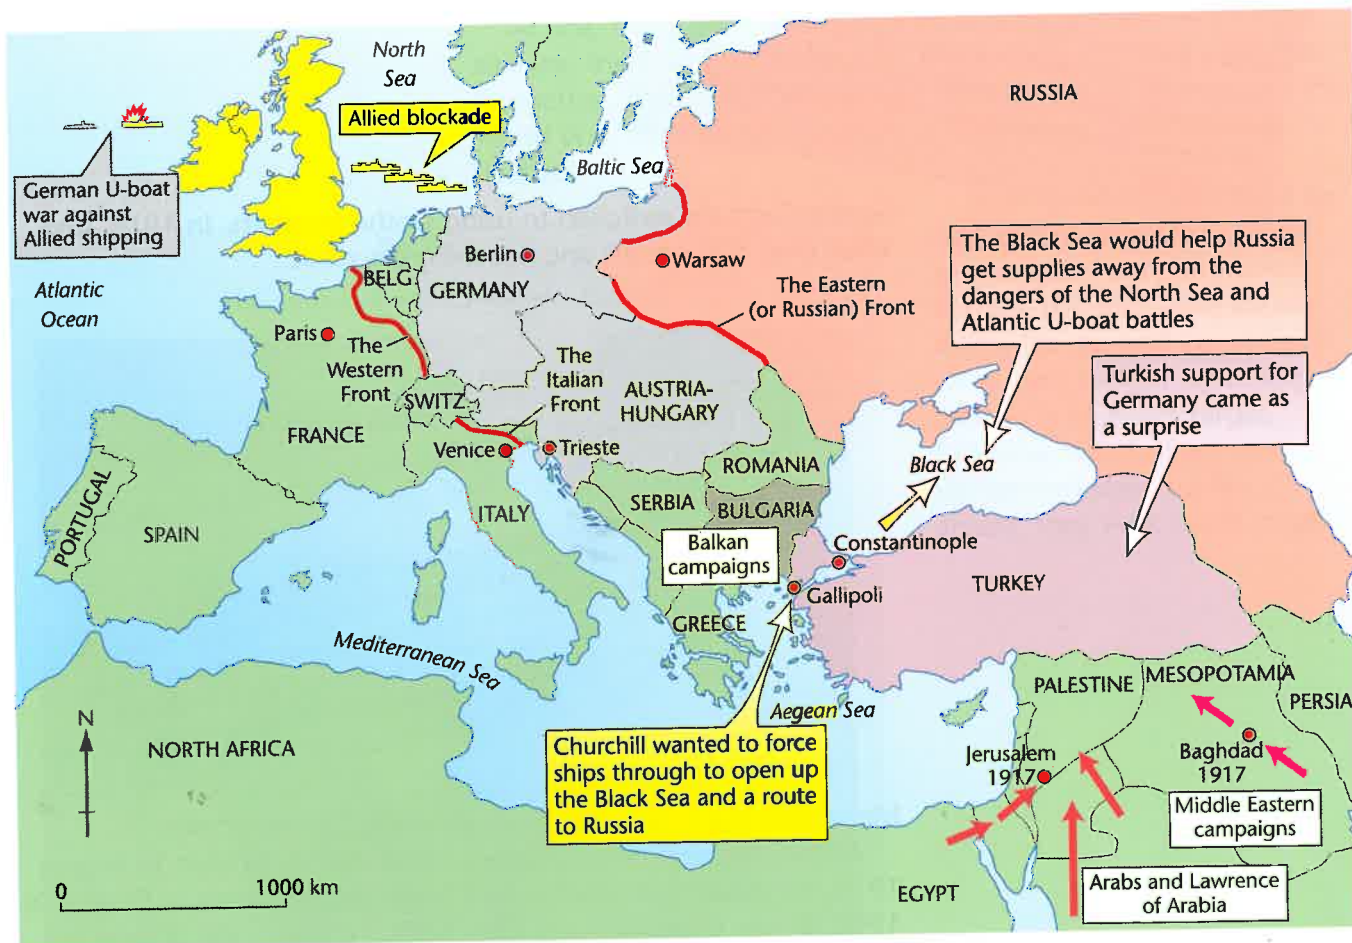 North
Sea
RUSSIA
Allied blockade
Baltic Sea
German U-boat
war against
Allied shipping
Atlantic
Ocean
Berlin
Warsaw
BELG
GERMANY
The Eastern
(or Russian) Front
The Black Sea would help Russia
get supplies away from the
dangers of the North Sea and
Atlantic U-boat battles
Paris
The
Western
Front
The
Italian
Front
AUSTRIA-
HUNGARY
Turkish support for
Germany came as
a surprise
SWITZ
FRANCE
Venice
Trieste
ROMANIA
Black Sea
PORTUGAL
SPAIN
ITALY
SERBIA
BULGARIA
Balkan
campaigns
Constantinople
Gallipoli
TURKEY
GREECE
Mediterranean Sea
Aegean Sea
PALESTINE
MESOPOTAMIA
PERSIA
N
NORTH AFRICA
Churchill wanted to force
ships through to open up
the Black Sea and a route
to Russia
Jerusalem
1917
Baghdad
1917
Middle Eastern
campaigns
0
1000 km
EGYPT
Arabs and Lawrence
of Arabia